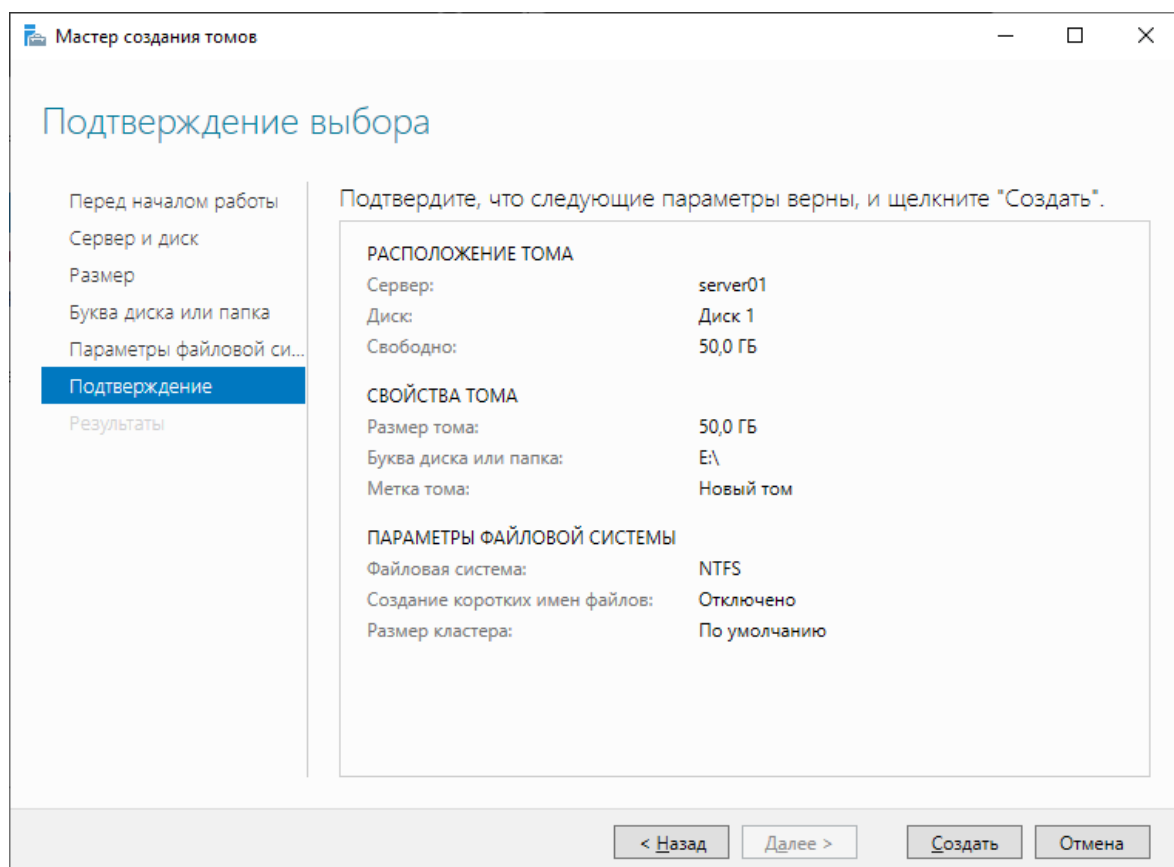 Мастер создания томов
Подтверждение выбора
Перед началом работы
Сервер и диск
Размер
Буква диска или папка
Параметры файловой си...
Подтверждение
Результаты
Подтвердите, что следующие параметры верны, и щелкните "Создать".
РАСПОЛОЖЕНИЕ ТОМА
Сервер: server01
Диск: Диск 1
Свободно: 50,0 ГБ
СВОЙСТВА ТОМА
Размер тома: 50,0 ГБ
Буква диска или папка: E:\
Метка тома: Новый том
ПАРАМЕТРЫ ФАЙЛОВОЙ СИСТЕМЫ
Файловая система: NTFS
Создание коротких имен файлов: Отключено
Размер кластера: По умолчанию
< Назад Далее > Создать Отмена